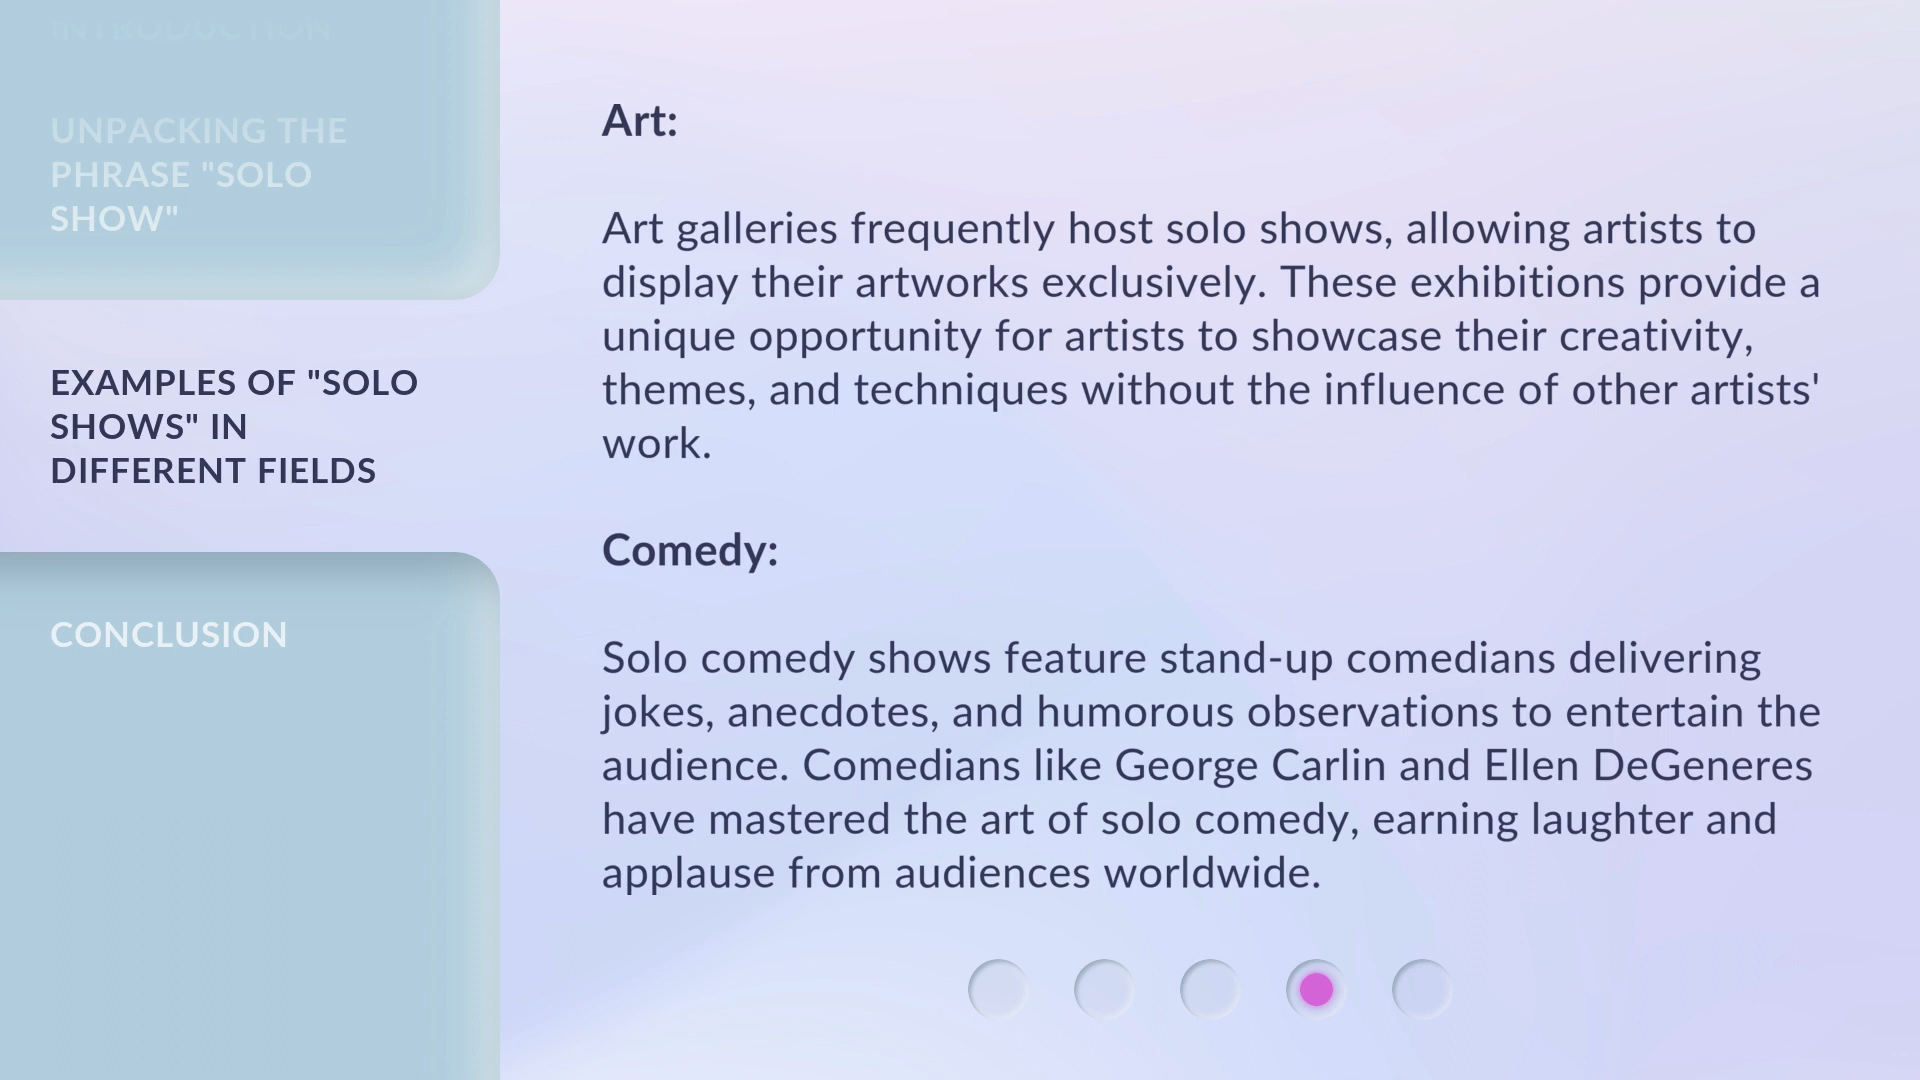 INTRODUCTION
UNPACKING THE
PHRASE "SOLO
SHOW"
EXAMPLES OF "SOLO
SHOWS" IN
DIFFERENT FIELDS
CONCLUSION
Art:
Art galleries frequently host solo shows, allowing artists to
display their artworks exclusively. These exhibitions provide a
unique opportunity for artists to showcase their creativity,
themes, and techniques without the influence of other artists'
work.
Comedy:
Solo comedy shows feature stand-up comedians delivering
jokes, anecdotes, and humorous observations to entertain the
audience. Comedians like George Carlin and Ellen DeGeneres
have mastered the art of solo comedy, earning laughter and
applause from audiences worldwide.